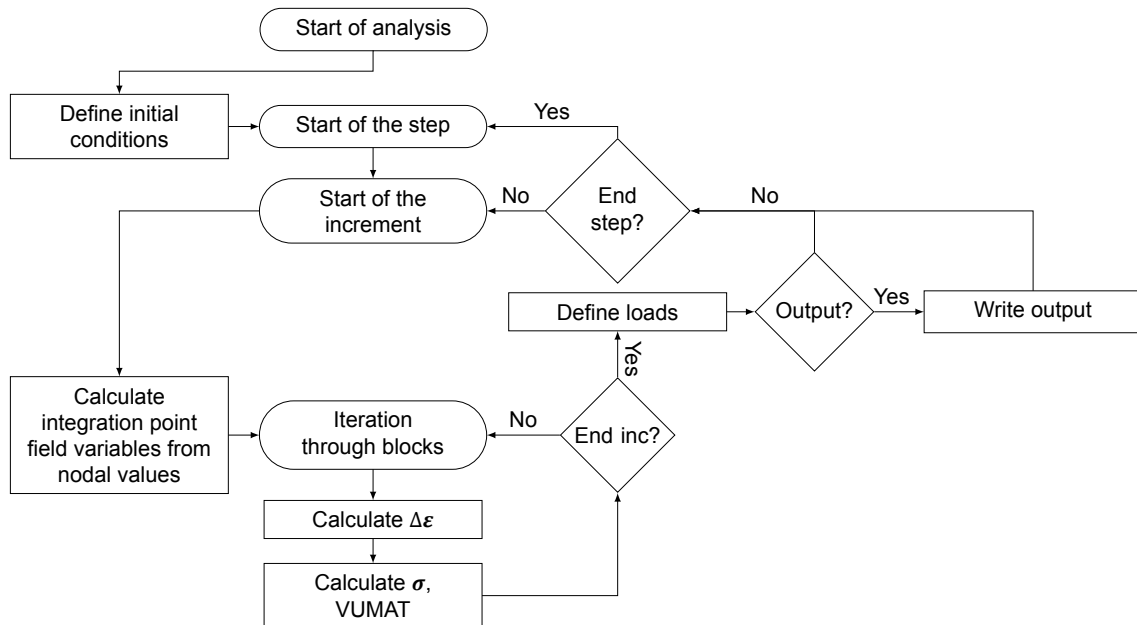 Start of analysis
Define initial
conditions
Start of the step
Yes
Start of the
increment
No
End
step?
No
Define loads
Output?
Yes
Write output
Yes
Calculate
integration point
field variables from
nodal values
Iteration
through blocks
No
End inc?
Calculate Δ𝜺
Calculate 𝝈,
VUMAT